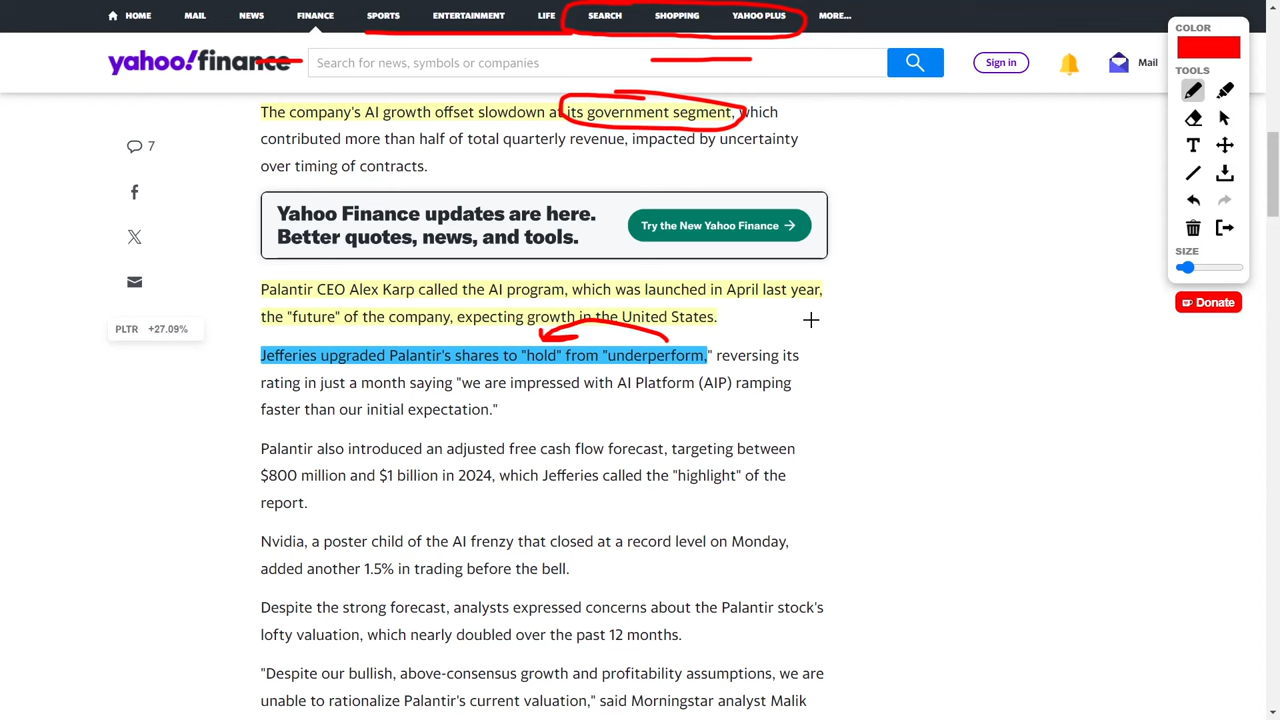 HOME MAIL NEWS FINANCE SPORTS ENTERTAINMENT LIFE SEARCH SHOPPING YAHOO PLUS MORE...
yahoo!finance
Search for news, symbols or companies
Sign in
Mail
COLOR
TOOLS
T
SIZE
Donate
The company's AI growth offset slowdown at its government segment, which
contributed more than half of total quarterly revenue, impacted by uncertainty
over timing of contracts.
7
Yahoo Finance updates are here.
Better quotes, news, and tools.
Try the New Yahoo Finance
Palantir CEO Alex Karp called the AI program, which was launched in April last year,
the "future" of the company, expecting growth in the United States.
PLTR +27.09%
Jefferies upgraded Palantir's shares to "hold" from "underperform," reversing its
rating in just a month saying "we are impressed with AI Platform (AIP) ramping
faster than our initial expectation."
Palantir also introduced an adjusted free cash flow forecast, targeting between
$800 million and $1 billion in 2024, which Jefferies called the "highlight" of the
report.
Nvidia, a poster child of the AI frenzy that closed at a record level on Monday,
added another 1.5% in trading before the bell.
Despite the strong forecast, analysts expressed concerns about the Palantir stock's
lofty valuation, which nearly doubled over the past 12 months.
"Despite our bullish, above-consensus growth and profitability assumptions, we are
unable to rationalize Palantir's current valuation," said Morningstar analyst Malik